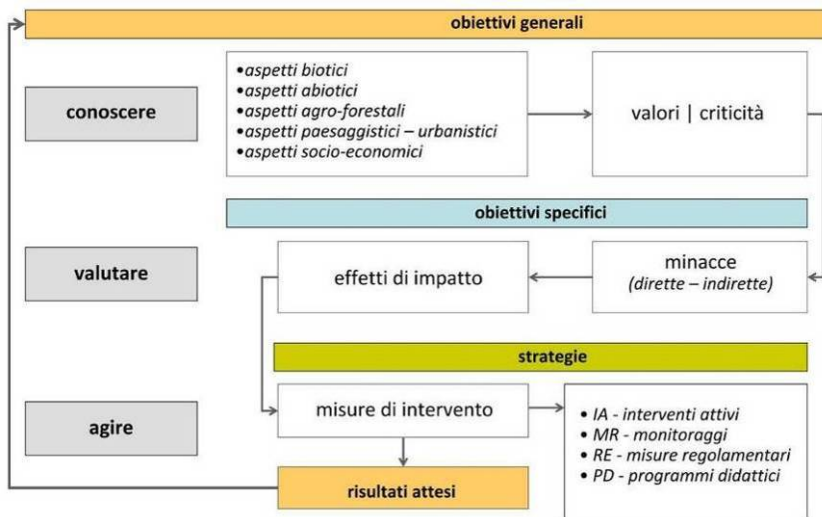 obiettivi generali
conoscere
•aspetti biotici
•aspetti abiotici
•aspetti agro-forestali
•aspetti paesaggistici – urbanistici
•aspetti socio-economici
valori | criticità
obiettivi specifici
valutare
effetti di impatto
minacce
(dirette – indirette)
strategie
agire
misure di intervento
• IA - interventi attivi
• MR - monitoraggi
• RE - misure regolamentari
• PD - programmi didattici
risultati attesi